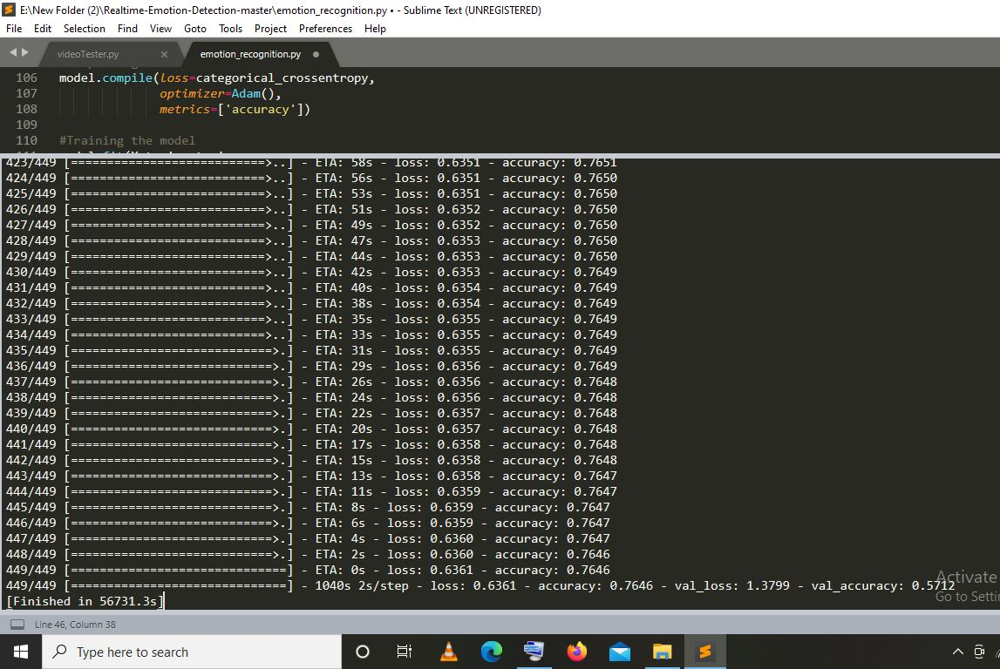 E:\New Folder (2)\Realtime-Emotion-Detection-master\emotion_recognition.py • - Sublime Text (UNREGISTERED)
File Edit Selection Find View Goto Tools Project Preferences Help
videoTester.py × emotion_recognition.py
106 model.compile(loss=categorical_crossentropy,
107 optimizer=Adam(),
108 metrics=['accuracy'])
109
110 #Training the model
423/449 [===========================>..] - ETA: 58s - loss: 0.6351 - accuracy: 0.7651
424/449 [===========================>..] - ETA: 56s - loss: 0.6351 - accuracy: 0.7650
425/449 [===========================>..] - ETA: 53s - loss: 0.6351 - accuracy: 0.7650
426/449 [===========================>..] - ETA: 51s - loss: 0.6352 - accuracy: 0.7650
427/449 [===========================>..] - ETA: 49s - loss: 0.6352 - accuracy: 0.7650
428/449 [===========================>..] - ETA: 47s - loss: 0.6353 - accuracy: 0.7650
429/449 [===========================>..] - ETA: 44s - loss: 0.6353 - accuracy: 0.7650
430/449 [===========================>..] - ETA: 42s - loss: 0.6353 - accuracy: 0.7649
431/449 [===========================>..] - ETA: 40s - loss: 0.6354 - accuracy: 0.7649
432/449 [===========================>..] - ETA: 38s - loss: 0.6354 - accuracy: 0.7649
433/449 [===========================>..] - ETA: 35s - loss: 0.6355 - accuracy: 0.7649
434/449 [===========================>..] - ETA: 33s - loss: 0.6355 - accuracy: 0.7649
435/449 [============================>.] - ETA: 31s - loss: 0.6355 - accuracy: 0.7649
436/449 [============================>.] - ETA: 29s - loss: 0.6356 - accuracy: 0.7649
437/449 [============================>.] - ETA: 26s - loss: 0.6356 - accuracy: 0.7648
438/449 [============================>.] - ETA: 24s - loss: 0.6356 - accuracy: 0.7648
439/449 [============================>.] - ETA: 22s - loss: 0.6357 - accuracy: 0.7648
440/449 [============================>.] - ETA: 20s - loss: 0.6357 - accuracy: 0.7648
441/449 [============================>.] - ETA: 17s - loss: 0.6358 - accuracy: 0.7648
442/449 [============================>.] - ETA: 15s - loss: 0.6358 - accuracy: 0.7648
443/449 [============================>.] - ETA: 13s - loss: 0.6358 - accuracy: 0.7647
444/449 [============================>.] - ETA: 11s - loss: 0.6359 - accuracy: 0.7647
445/449 [============================>.] - ETA: 8s - loss: 0.6359 - accuracy: 0.7647
446/449 [============================>.] - ETA: 6s - loss: 0.6359 - accuracy: 0.7647
447/449 [============================>.] - ETA: 4s - loss: 0.6360 - accuracy: 0.7647
448/449 [============================>.] - ETA: 2s - loss: 0.6360 - accuracy: 0.7646
449/449 [==============================] - ETA: 0s - loss: 0.6361 - accuracy: 0.7646
449/449 [==============================] - 1040s 2s/step - loss: 0.6361 - accuracy: 0.7646 - val_loss: 1.3799 - val_accuracy: 0.5712
[Finished in 56731.3s]
Activate
Go to Settin
Line 46, Column 38
Type here to search